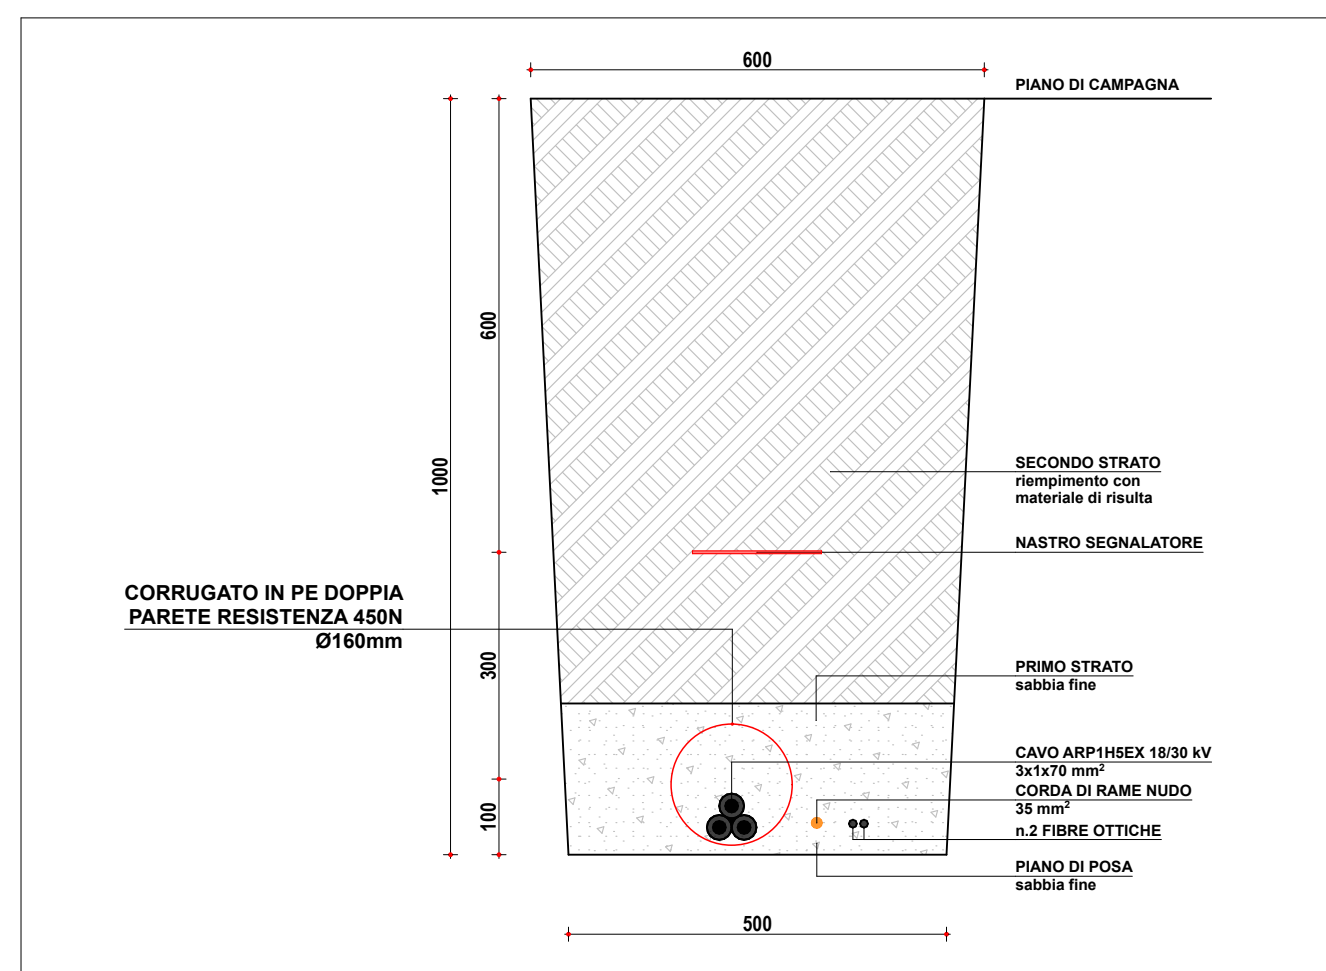 600
PIANO DI CAMPAGNA
600
1000
SECONDO STRATO
riempimento con
materiale di risulta
NASTRO SEGNALATORE
CORRUGATO IN PE DOPPIA
PARETE RESISTENZA 450N
Ø160mm
300
PRIMO STRATO
sabbia fine
CAVO ARP1H5EX 18/30 kV
3x1x70 mm²
CORDA DI RAME NUDO
35 mm²
100
n.2 FIBRE OTTICHE
PIANO DI POSA
sabbia fine
500